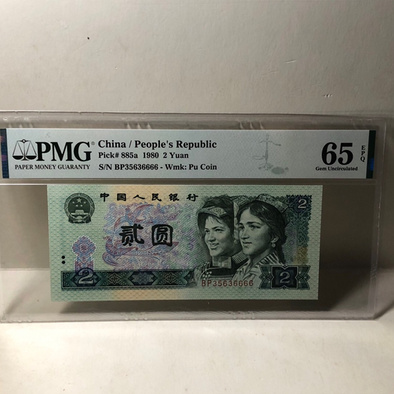 PMG
PAPER MONEY GUARANTY
China / People's Republic
Pick# 885a 1980 2 Yuan
S/N BP35636666 - Wmk: Pu Coin
65 EPQ
Gem Uncirculated
中国人民银行
贰圆
2
2
BP35636666